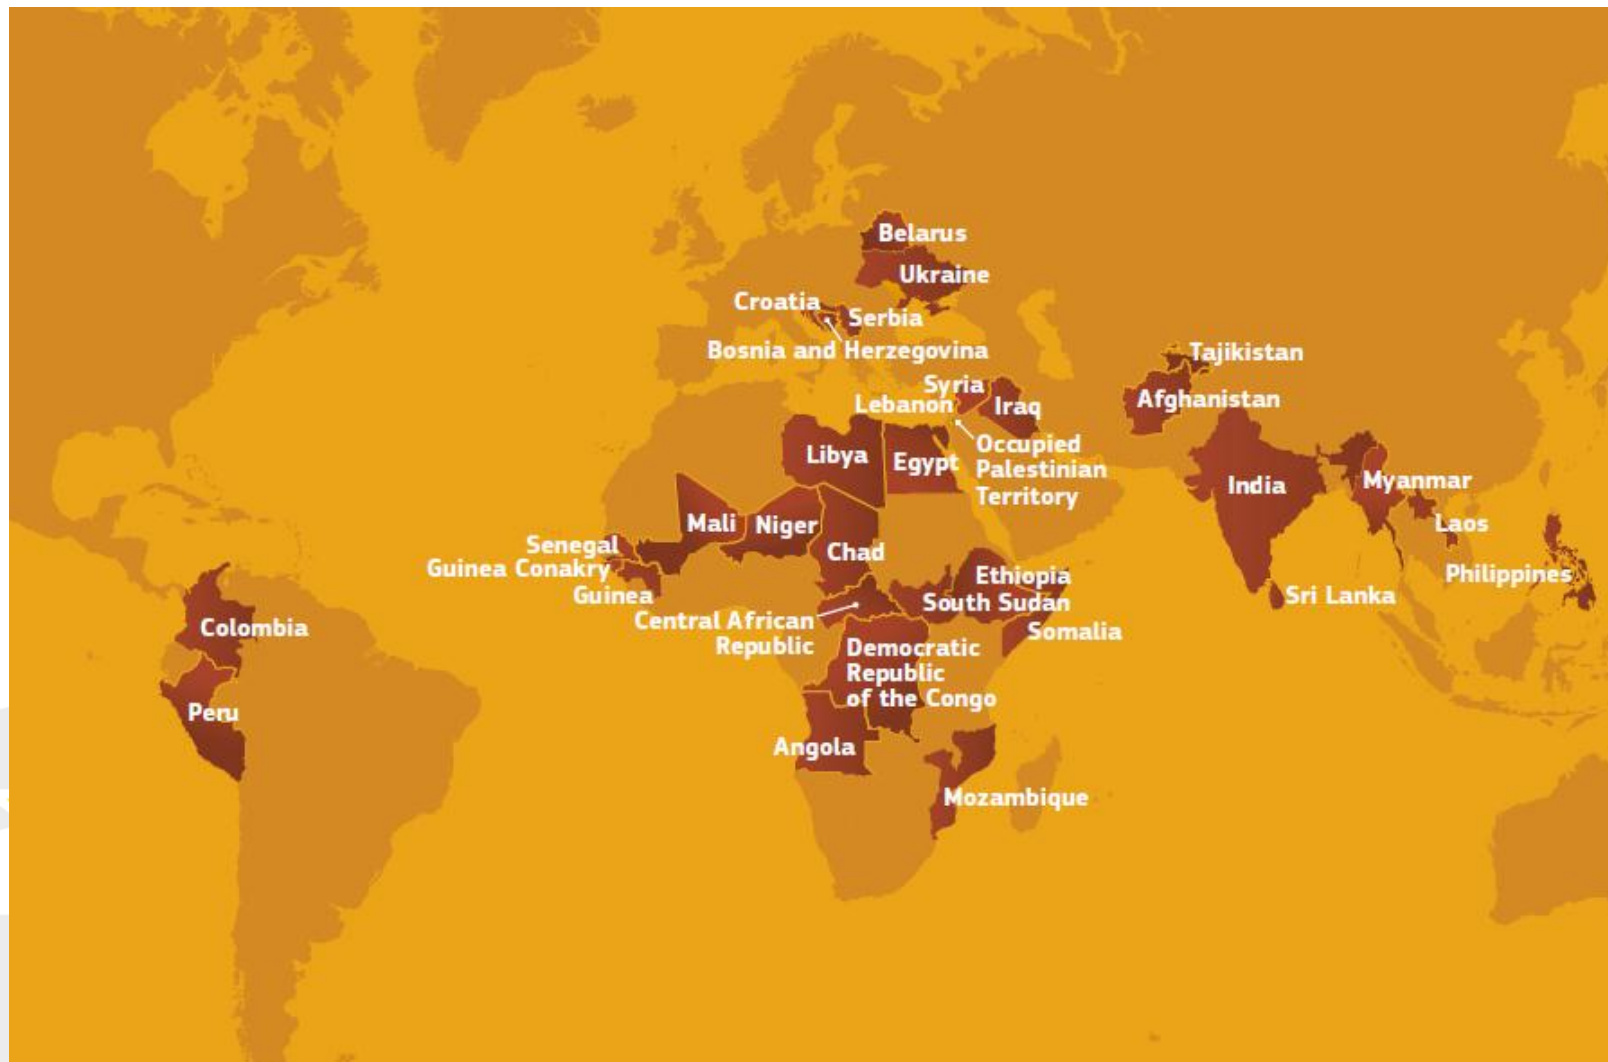 Belarus
Ukraine
Croatia
Serbia
Bosnia and Herzegovina
Tajikistan
Syria
Afghanistan
Lebanon
Iraq
Occupied
Palestinian
Territory
Libya
Egypt
India
Myanmar
Mali
Niger
Laos
Senegal
Chad
Guinea Conakry
Ethiopia
Philippines
Guinea
South Sudan
Sri Lanka
Central African
Republic
Colombia
Somalia
Democratic
Republic
of the Congo
Peru
Angola
Mozambique